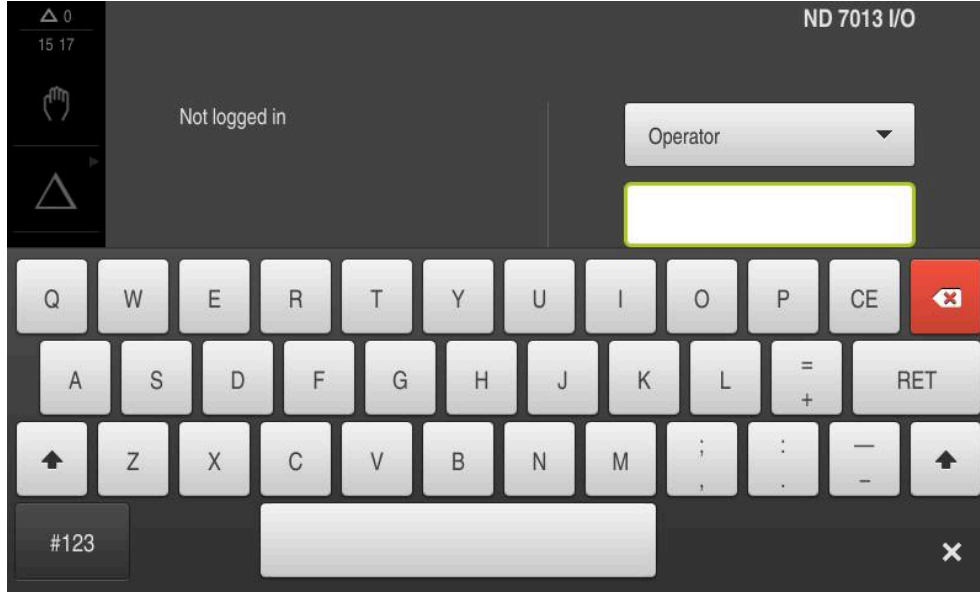 0
ND 7013 I/O
15 17
Not logged in
Operator
Q W E R T Y U I O P CE
A S D F G H J K L = + RET
Z X C V B N M ; , : . — –
#123